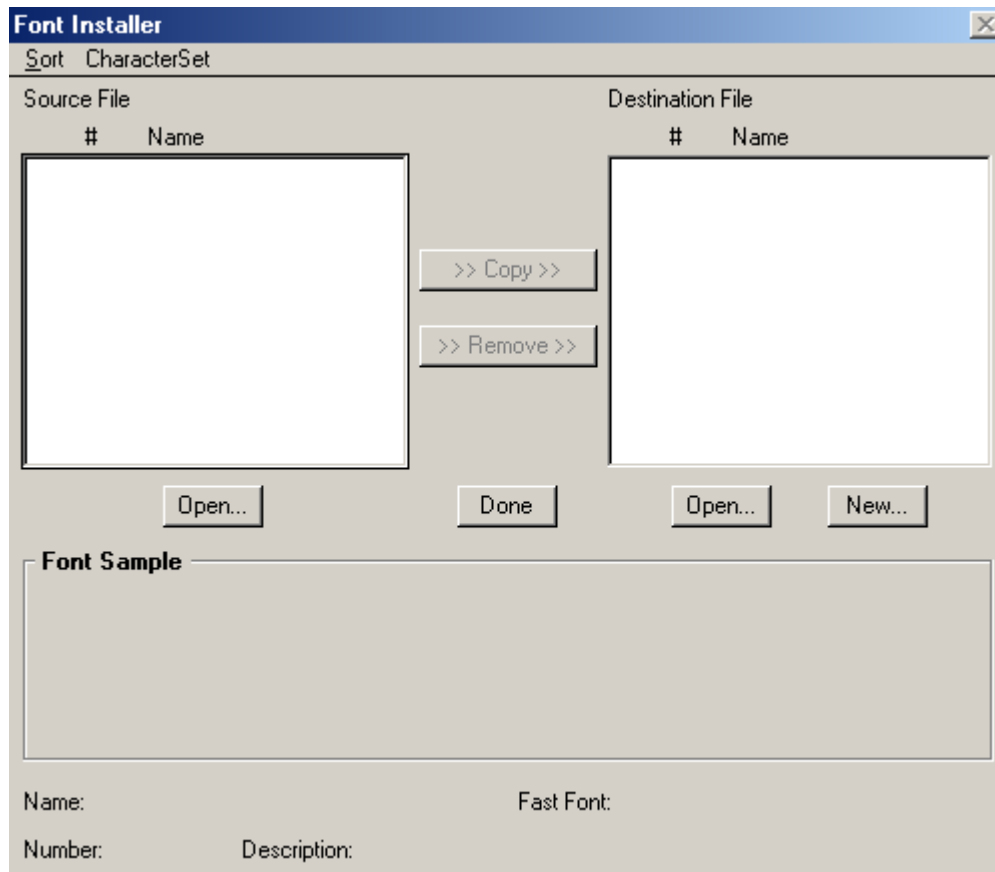 Font Installer
Sort CharacterSet
Source File Destination File
# Name # Name
>> Copy >>
>> Remove >>
Open... Done Open... New...
Font Sample
Name: Fast Font:
Number: Description: